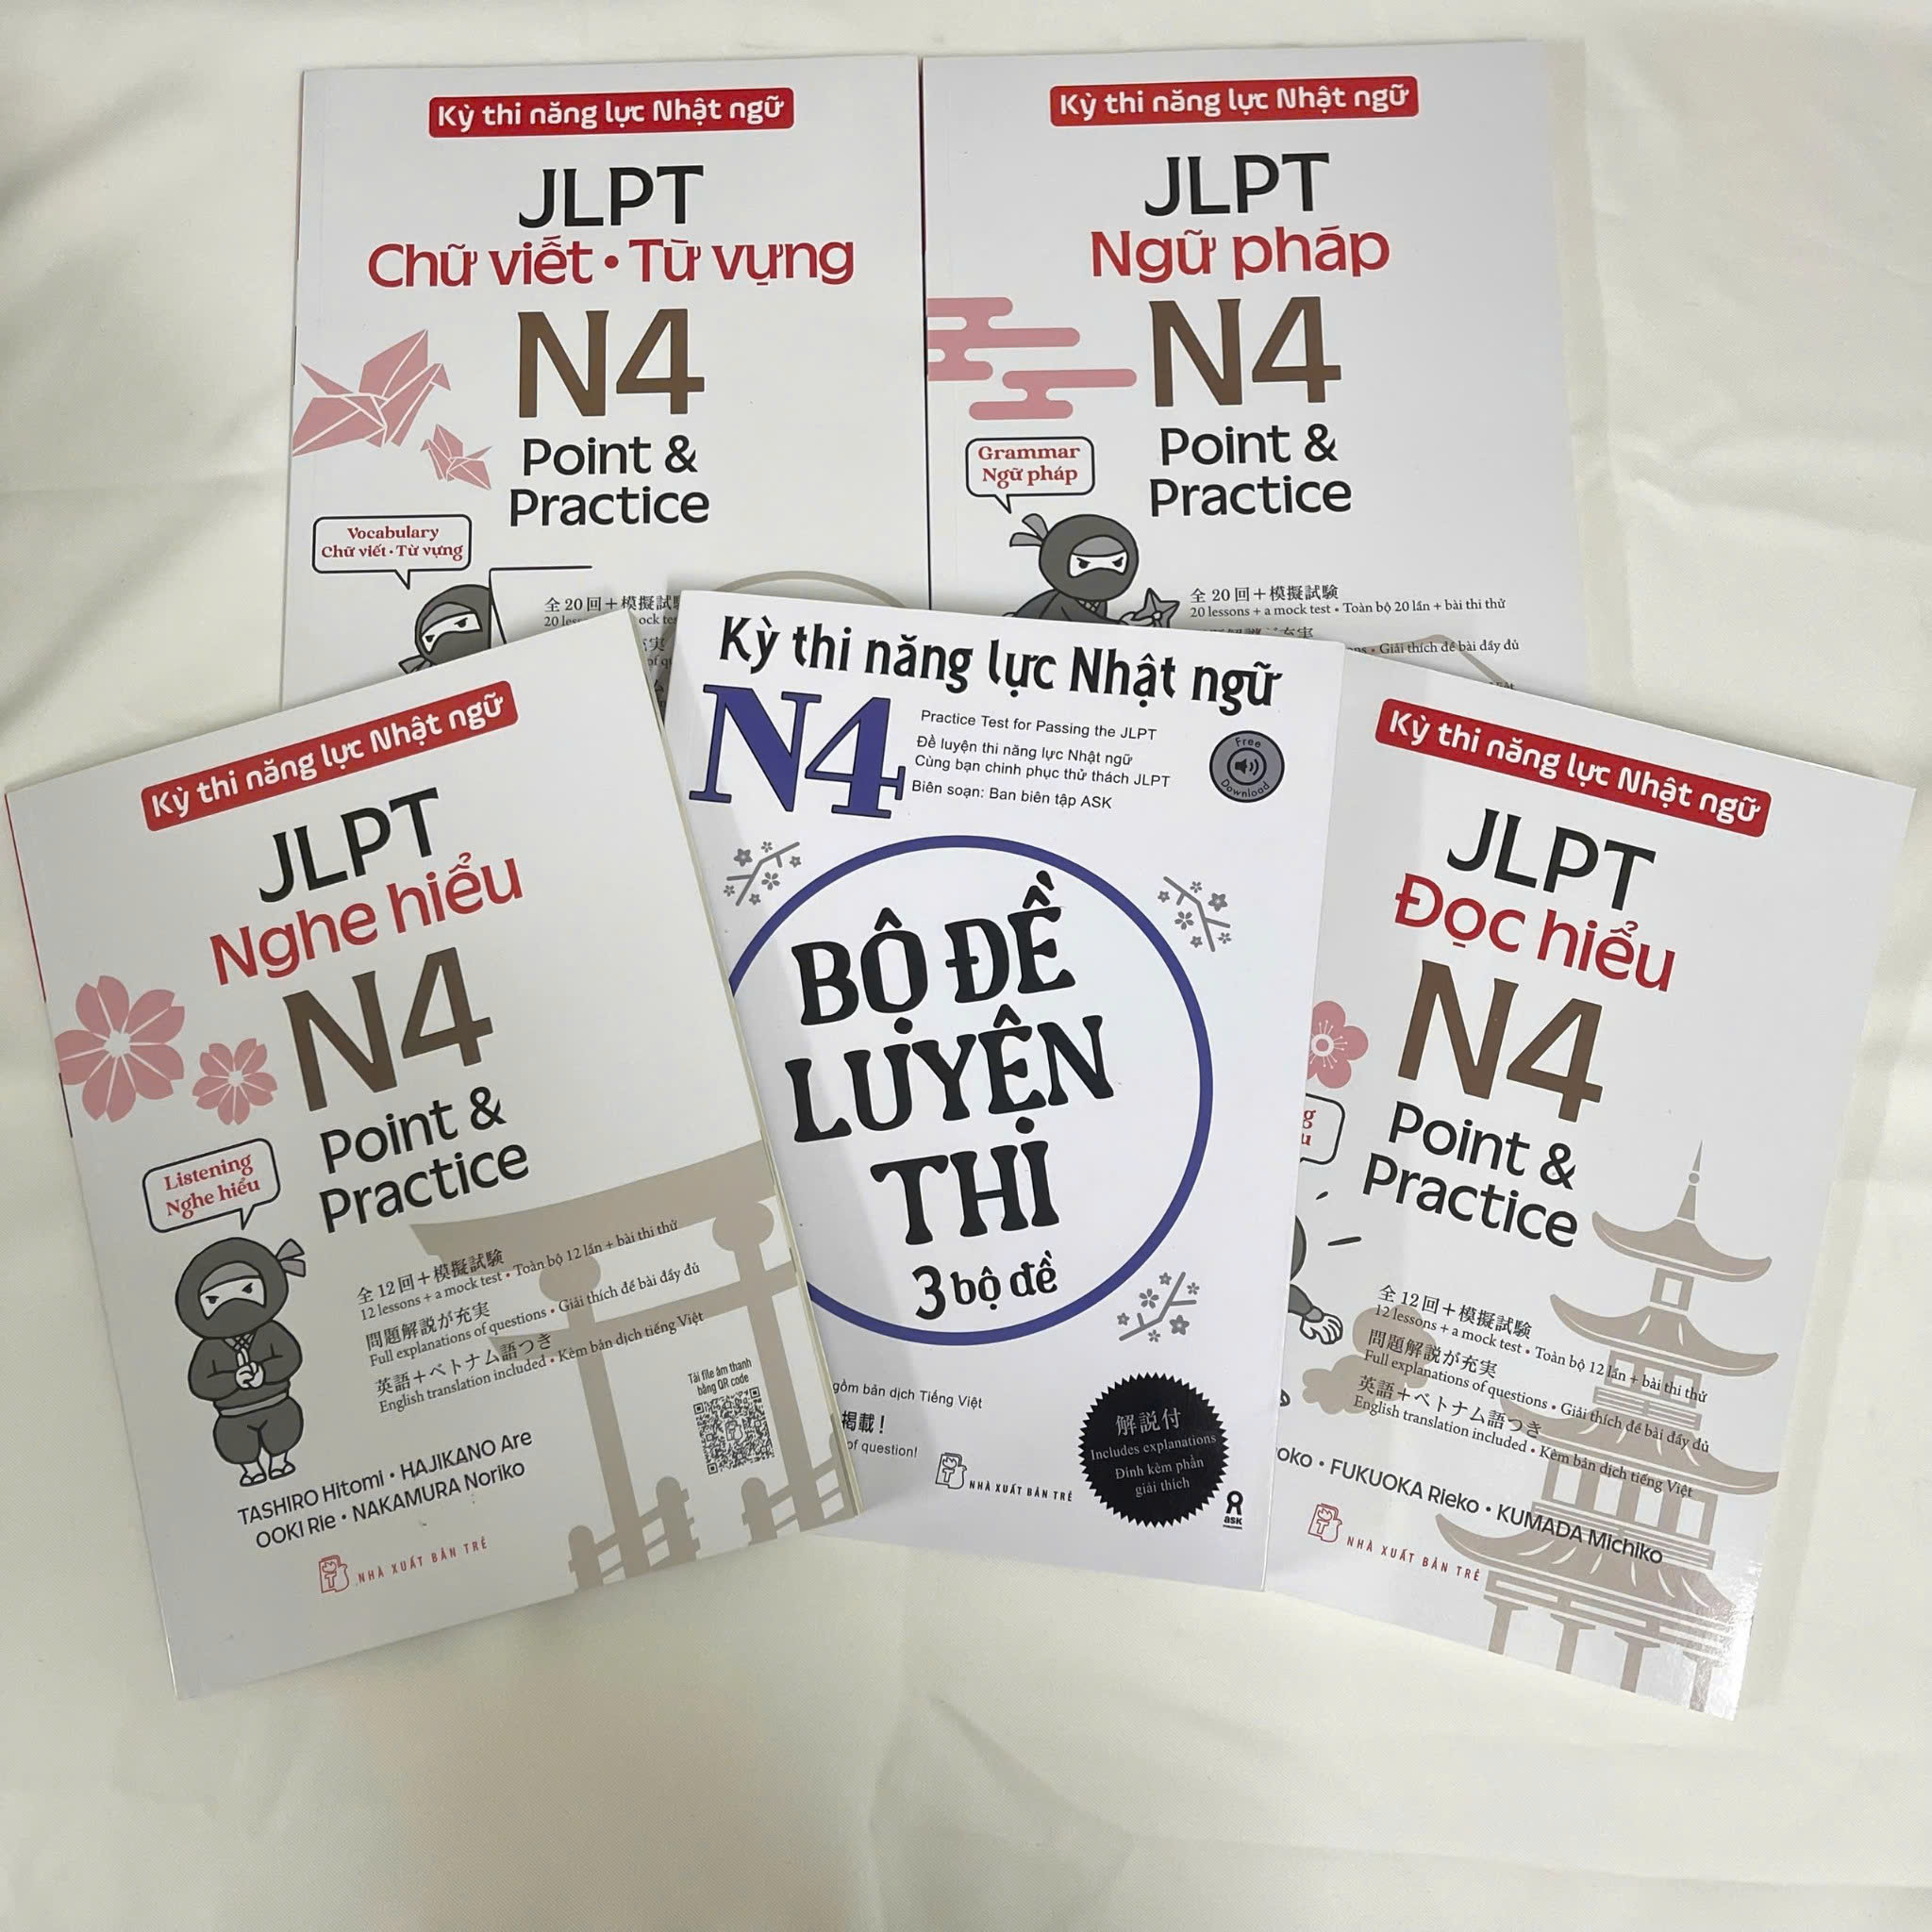 Kỳ thi năng lực Nhật ngữ
JLPT
Chữ viết • Từ vựng
N4
Point &
Practice
Vocabulary
Chữ viết • Từ vựng
全20回＋模擬試
Kỳ thi năng lực Nhật ngữ
JLPT
Ngữ pháp
N4
Point &
Practice
Grammar
Ngữ pháp
全20回＋模擬試験
20 lessons + a mock test • Toàn bộ 20 lần + bài thi thử
• Giải thích đề bài đầy đủ
Kỳ thi năng lực Nhật ngữ
JLPT
Nghe hiểu
N4
Point &
Practice
Listening
Nghe hiểu
全12回＋模擬試験
12 lessons + a mock test • Toàn bộ 12 lần + bài thi thử
問題解説が充実
Full explanations of questions • Giải thích đề bài đầy đủ
英語＋ベトナム語つき
English translation included • Kèm bản dịch tiếng Việt
Tải file âm thanh
bằng QR code
TASHIRO Hitomi • HAJIKANO Are
OOKI Rie • NAKAMURA Noriko
NHÀ XUẤT BẢN TRẺ
Kỳ thi năng lực Nhật ngữ
N4
Practice Test for Passing the JLPT
Đề luyện thi năng lực Nhật ngữ
Cùng bạn chinh phục thử thách JLPT
Biên soạn: Ban biên tập ASK
Free
Download
BỘ ĐỀ
LUYỆN
THI
3 bộ đề
gồm bản dịch Tiếng Việt
掲載！
of question!
NHÀ XUẤT BẢN TRẺ
解説付
Includes explanations
Đính kèm phần
giải thích
ask
Kỳ thi năng lực Nhật ngữ
JLPT
Đọc hiểu
N4
Point &
Practice
全12回＋模擬試験
12 lessons + a mock test • Toàn bộ 12 lần + bài thi thử
問題解説が充実
Full explanations of questions • Giải thích đề bài đầy đủ
英語＋ベトナム語つき
English translation included • Kèm bản dịch tiếng Việt
oko • FUKUOKA Rieko • KUMADA Michiko
NHÀ XUẤT BẢN TRẺ